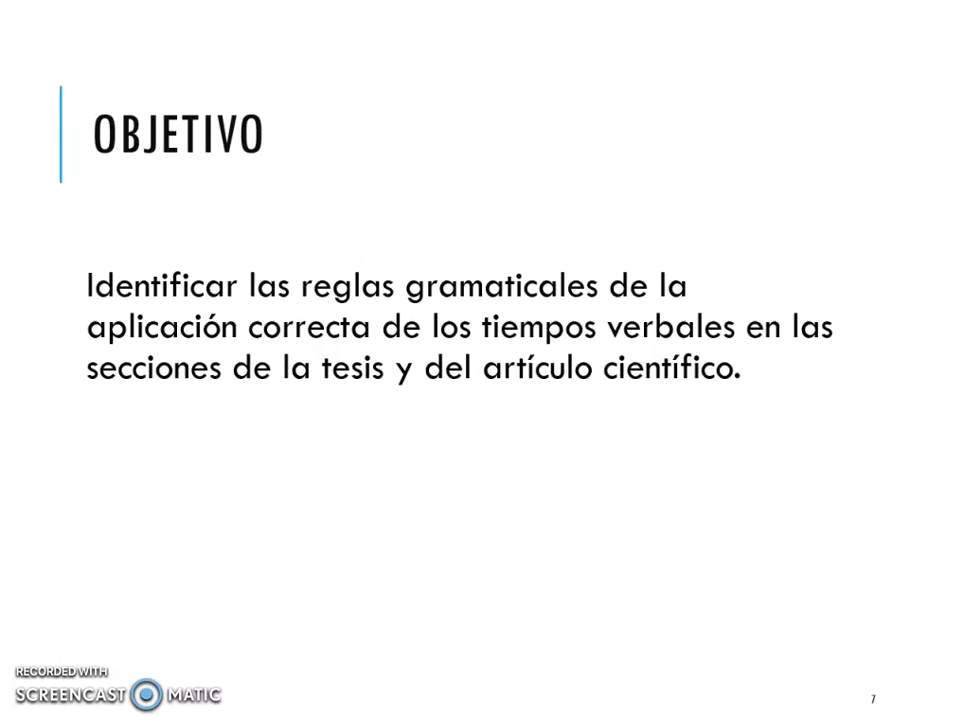 OBJETIVO
Identificar las reglas gramaticales de la
aplicación correcta de los tiempos verbales en las
secciones de la tesis y del artículo científico.
RECORDED WITH
SCREENCAST MATIC
7